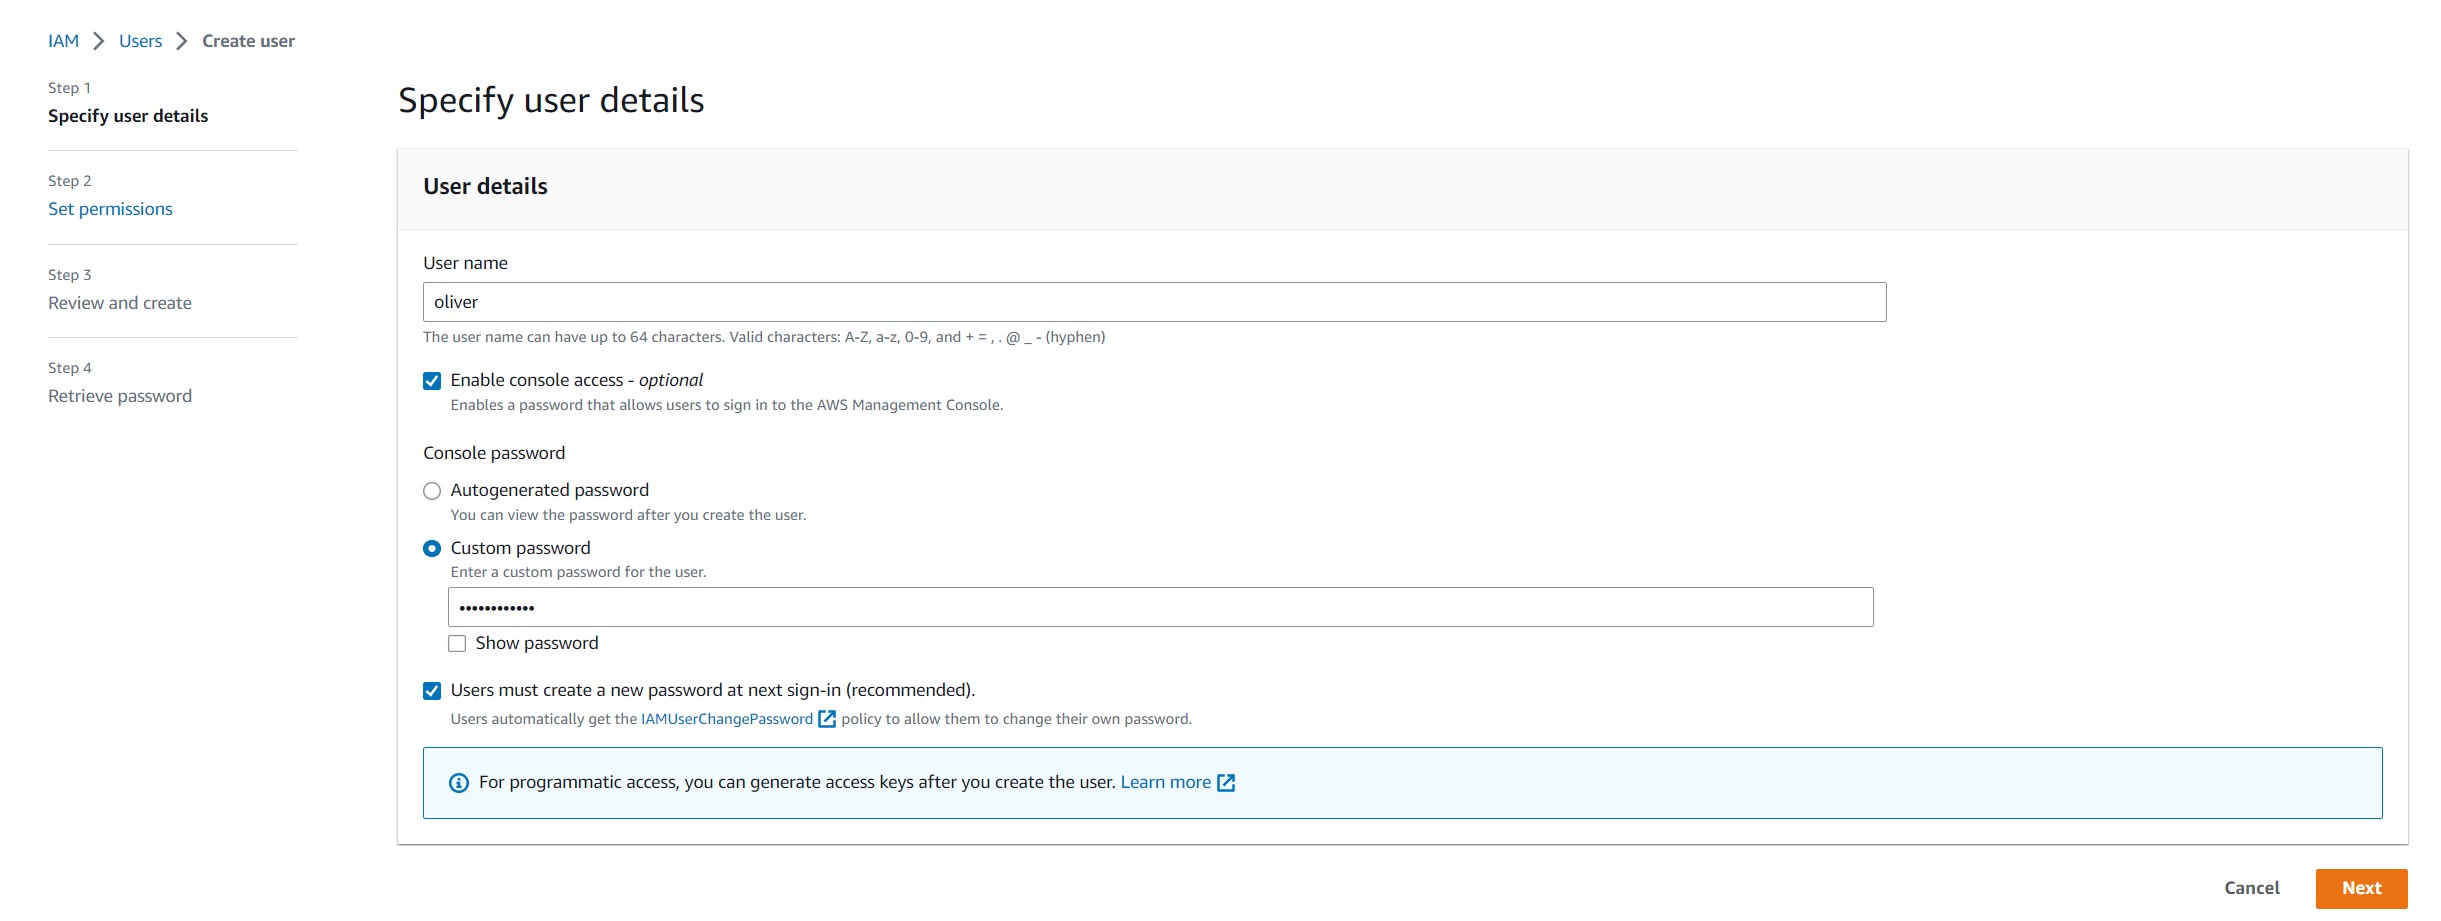 IAM > Users > Create user
Step 1
Specify user details
Step 2
Set permissions
Step 3
Review and create
Step 4
Retrieve password
Specify user details
User details
User name
oliver
The user name can have up to 64 characters. Valid characters: A-Z, a-z, 0-9, and + = , . @ _ - (hyphen)
Enable console access - optional
Enables a password that allows users to sign in to the AWS Management Console.
Console password
Autogenerated password
You can view the password after you create the user.
Custom password
Enter a custom password for the user.
••••••••••••
Show password
Users must create a new password at next sign-in (recommended).
Users automatically get the IAMUserChangePassword policy to allow them to change their own password.
For programmatic access, you can generate access keys after you create the user. Learn more
Cancel
Next